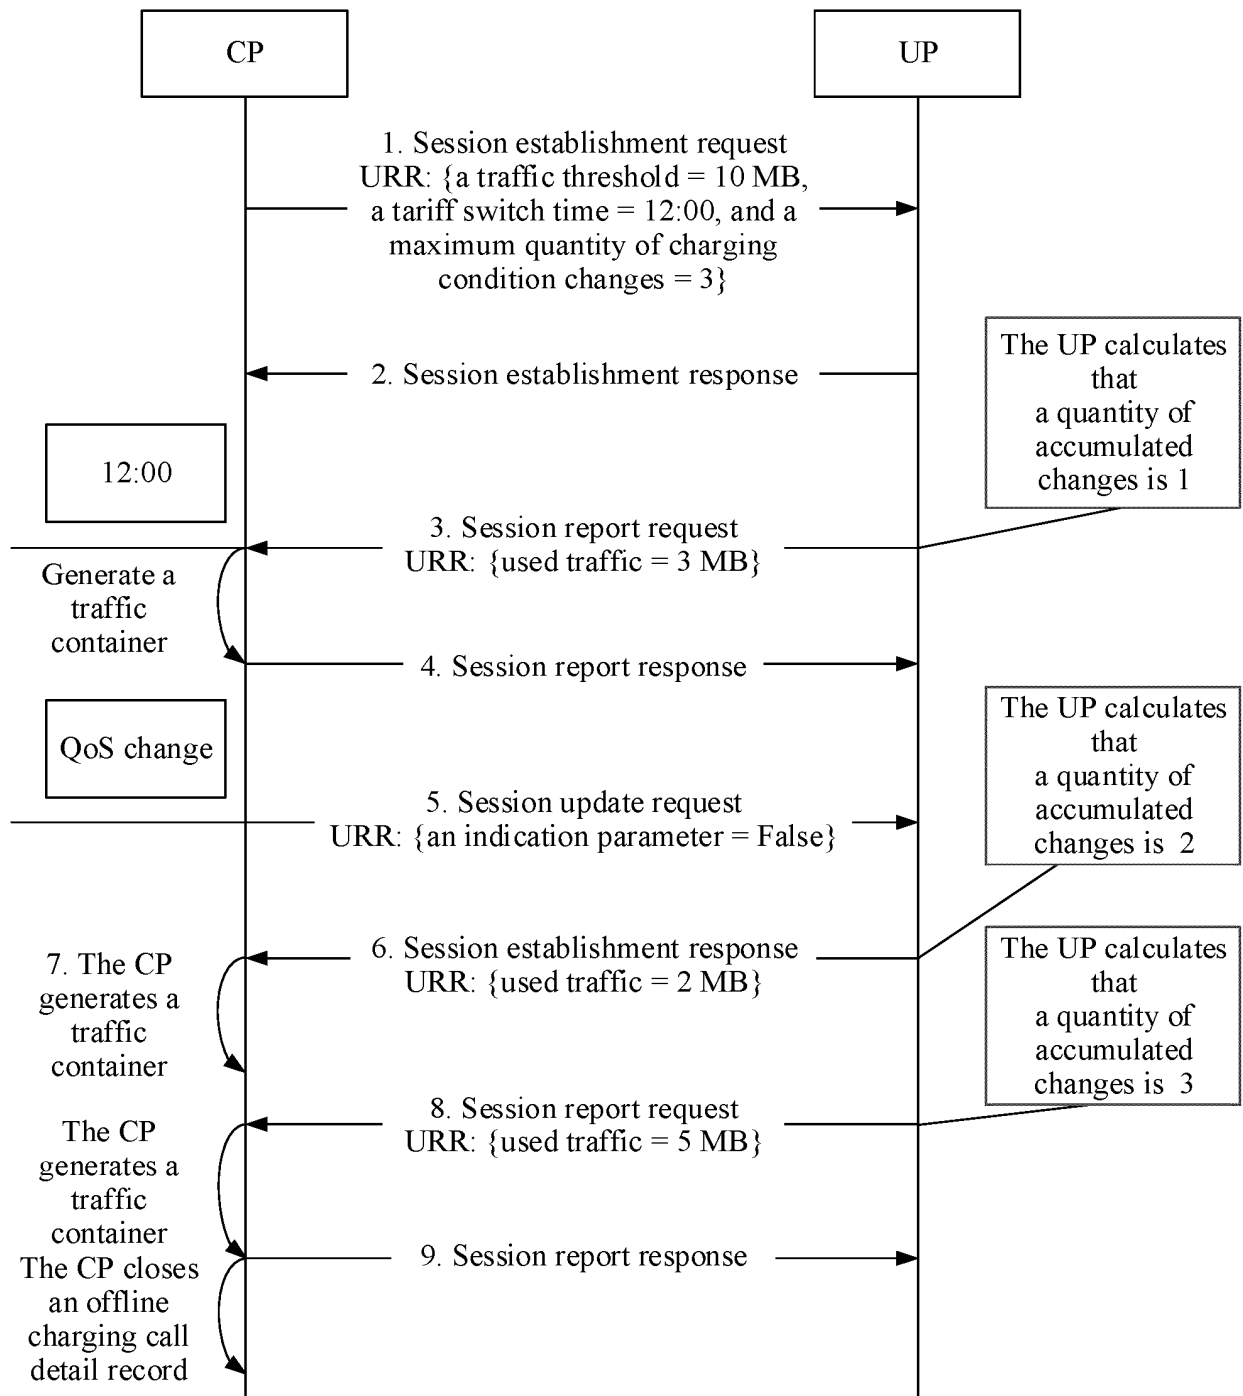 CP
UP
1. Session establishment request
URR: {a traffic threshold = 10 MB,
a tariff switch time = 12:00, and a
maximum quantity of charging
condition changes = 3}
The UP calculates
that
a quantity of
accumulated
changes is 1
2. Session establishment response
12:00
3. Session report request
URR: {used traffic = 3 MB}
Generate a
traffic
container
4. Session report response
The UP calculates
that
a quantity of
accumulated
changes is 2
QoS change
5. Session update request
URR: {an indication parameter = False}
6. Session establishment response
URR: {used traffic = 2 MB}
The UP calculates
that
a quantity of
accumulated
changes is 3
7. The CP
generates a
traffic
container
8. Session report request
URR: {used traffic = 5 MB}
The CP
generates a
traffic
container
9. Session report response
The CP closes
an offline
charging call
detail record